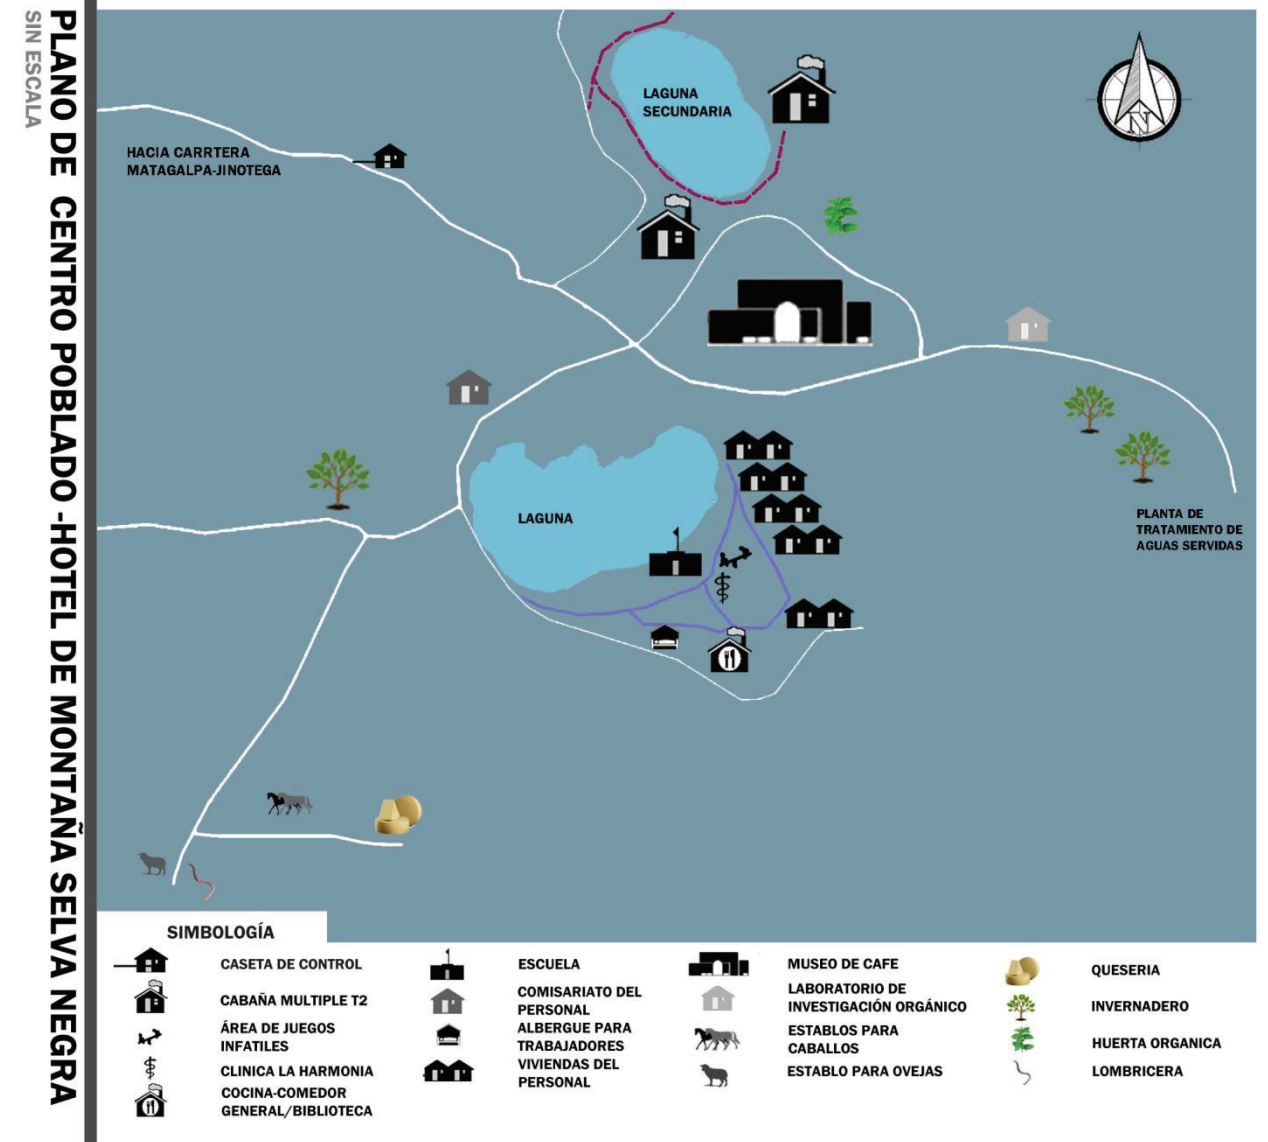 PLANO DE CENTRO POBLADO -HOTEL DE MONTAÑA SELVA NEGRA
SIN ESCALA
LAGUNA
SECUNDARIA
HACIA CARRTERA
MATAGALPA-JINOTEGA
N
LAGUNA
PLANTA DE
TRATAMIENTO DE
AGUAS SERVIDAS
SIMBOLOGÍA
CASETA DE CONTROL
CABAÑA MULTIPLE T2
ÁREA DE JUEGOS
INFATILES
CLINICA LA HARMONIA
COCINA-COMEDOR
GENERAL/BIBLIOTECA
ESCUELA
COMISARIATO DEL
PERSONAL
ALBERGUE PARA
TRABAJADORES
VIVIENDAS DEL
PERSONAL
MUSEO DE CAFE
LABORATORIO DE
INVESTIGACIÓN ORGÁNICO
ESTABLOS PARA
CABALLOS
ESTABLO PARA OVEJAS
QUESERIA
INVERNADERO
HUERTA ORGANICA
LOMBRICERA